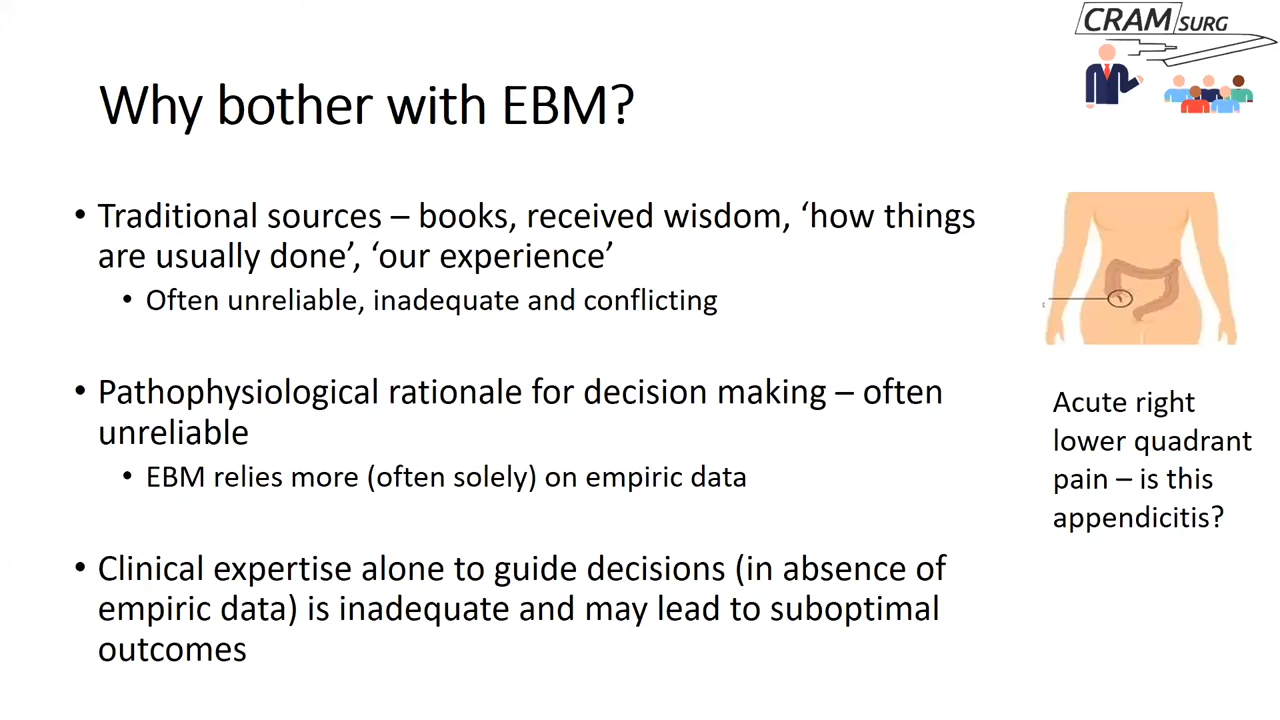 CRAM SURG
Why bother with EBM?
• Traditional sources – books, received wisdom, ‘how things
are usually done’, ‘our experience’
• Often unreliable, inadequate and conflicting
• Pathophysiological rationale for decision making – often
unreliable
• EBM relies more (often solely) on empiric data
• Clinical expertise alone to guide decisions (in absence of
empiric data) is inadequate and may lead to suboptimal
outcomes
Acute right
lower quadrant
pain – is this
appendicitis?